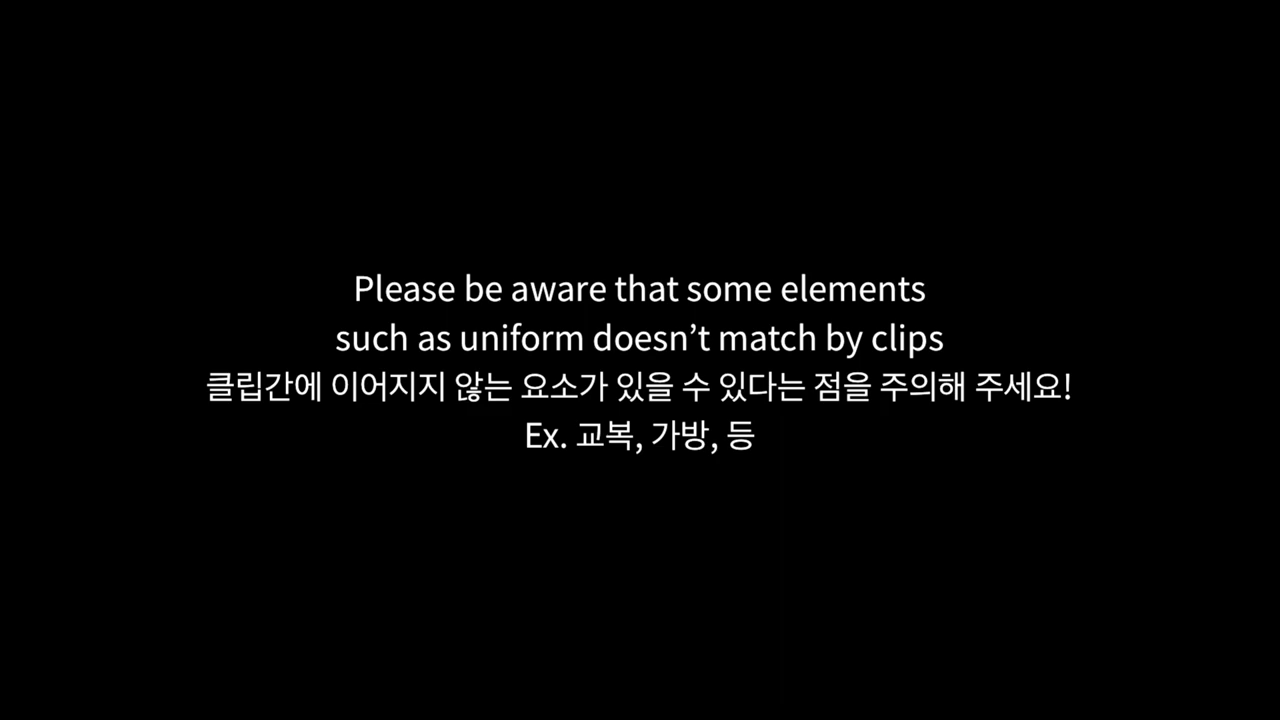 Please be aware that some elements
such as uniform doesn’t match by clips
클립간에 이어지지 않는 요소가 있을 수 있다는 점을 주의해 주세요!
Ex. 교복, 가방, 등